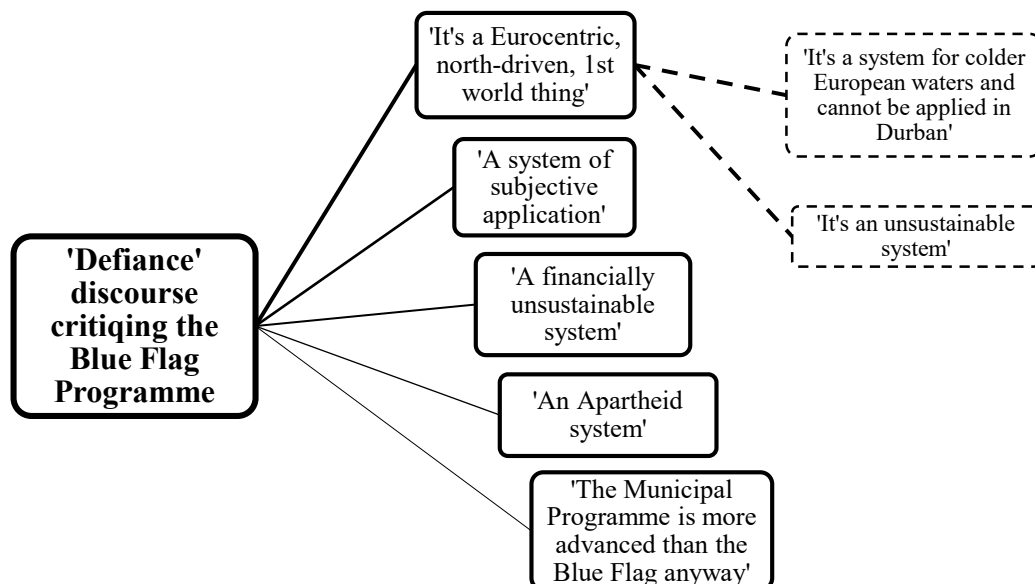 'It's a Eurocentric,
north-driven, 1st
world thing'
'It's a system for colder
European waters and
cannot be applied in
Durban'
'It's an unsustainable
system'
'A system of
subjective
application'
'Defiance'
discourse
critiqing the
Blue Flag
Programme
'A financially
unsustainable
system'
'An Apartheid
system'
'The Municipal
Programme is more
advanced than the
Blue Flag anyway'